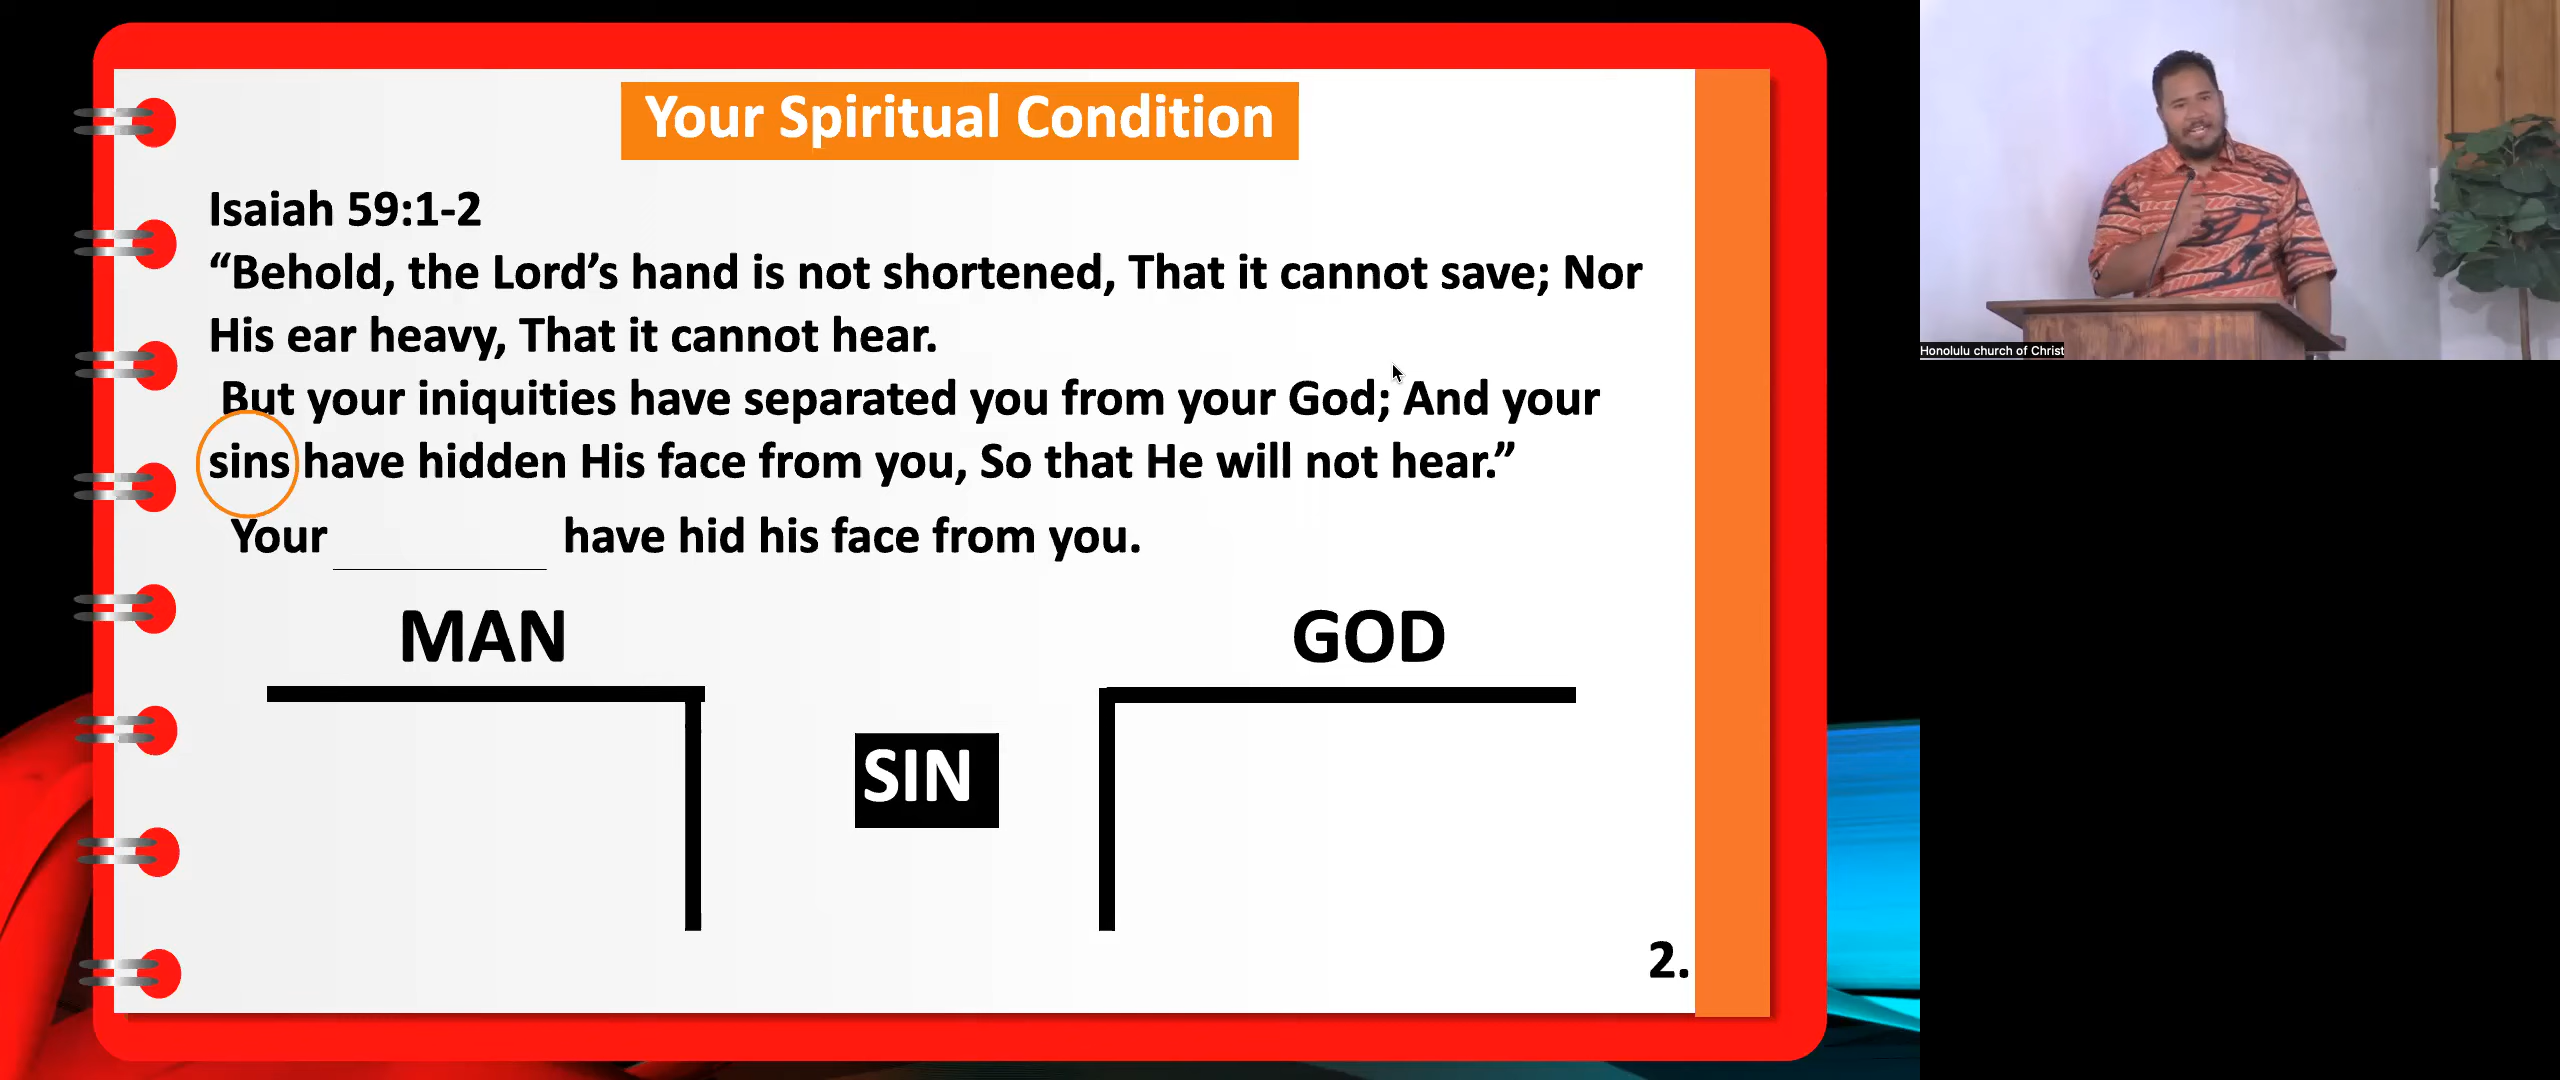 Your Spiritual Condition
Isaiah 59:1-2
“Behold, the Lord’s hand is not shortened, That it cannot save; Nor
His ear heavy, That it cannot hear.
But your iniquities have separated you from your God; And your
sins have hidden His face from you, So that He will not hear.”
Your __________ have hid his face from you.
MAN
GOD
SIN
2.
Honolulu church of Christ